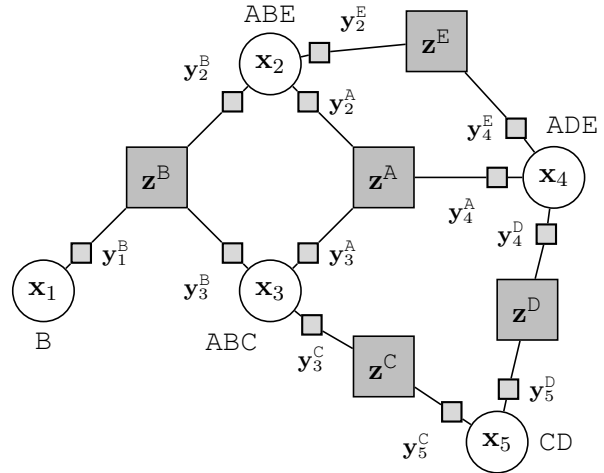 ABE
y₂ᴱ
zᴱ
x₂
y₂ᴮ
y₂ᴬ
y₄ᴱ
ADE
zᴮ
zᴬ
x₄
y₄ᴬ
y₄ᴰ
y₁ᴮ
y₃ᴮ
y₃ᴬ
x₁
x₃
zᴰ
B
ABC
y₃ᶜ
zᶜ
y₅ᴰ
y₅ᶜ
x₅
CD